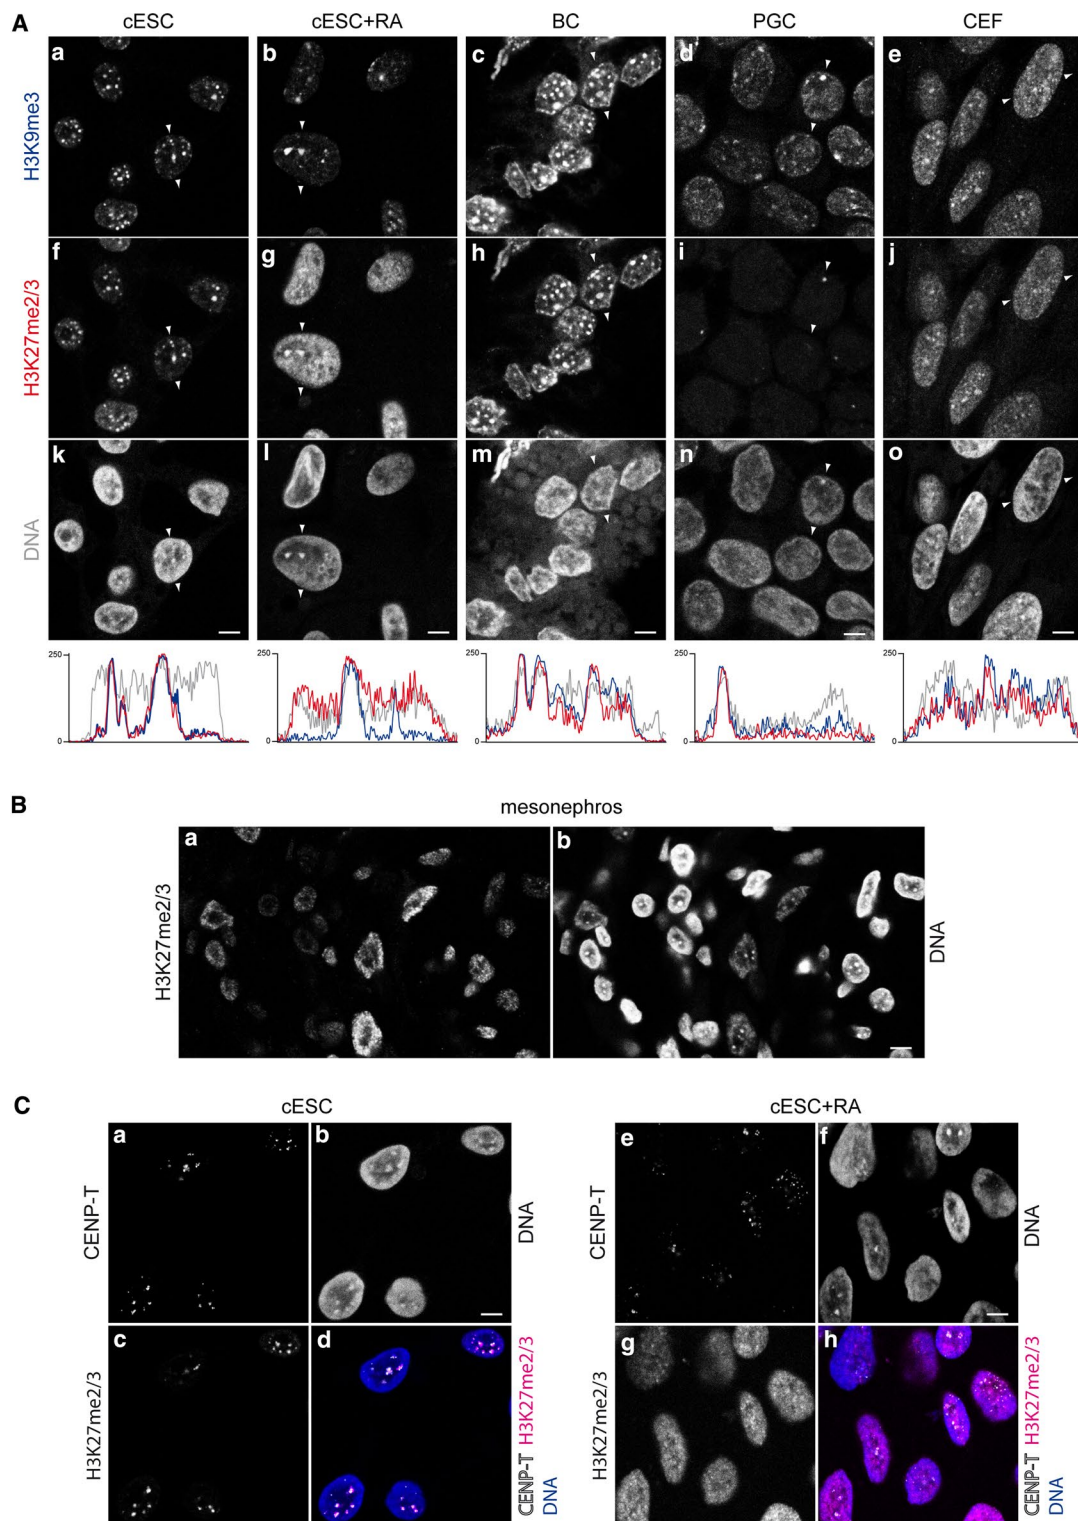 A
cESC
cESC+RA
BC
PGC
CEF
H3K9me3
a
b
c
d
e
H3K27me2/3
f
g
h
i
j
DNA
k
l
m
n
o
250
0
250
0
250
0
250
0
250
0
B
mesonephros
H3K27me2/3
a
b
DNA
C
cESC
cESC+RA
CENP-T
a
b
DNA
CENP-T
e
f
DNA
H3K27me2/3
c
d
CENP-T H3K27me2/3
DNA
H3K27me2/3
g
h
CENP-T H3K27me2/3
DNA